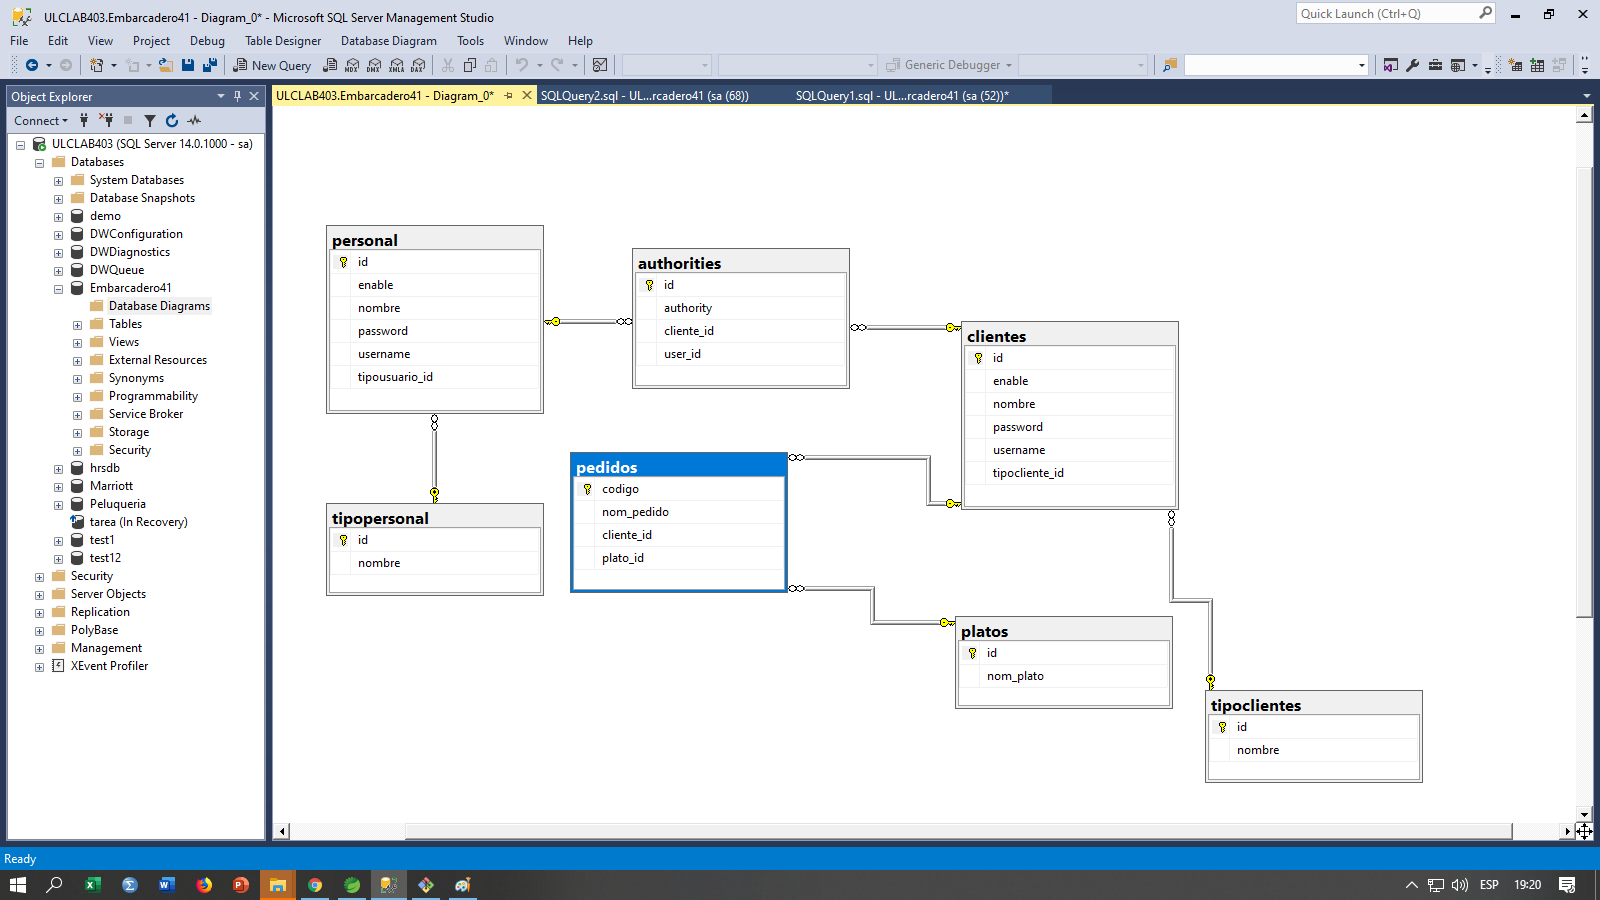 ULCLAB403.Embarcadero41 - Diagram_0* - Microsoft SQL Server Management Studio
Quick Launch (Ctrl+Q)
File Edit View Project Debug Table Designer Database Diagram Tools Window Help
New Query
MDX DMX XMLA DAX
Generic Debugger
Object Explorer
ULCLAB403.Embarcadero41 - Diagram_0*
SQLQuery2.sql - UL...rcadero41 (sa (68))
SQLQuery1.sql - UL...rcadero41 (sa (52))*
Connect
ULCLAB403 (SQL Server 14.0.1000 - sa)
Databases
System Databases
Database Snapshots
demo
DWConfiguration
DWDiagnostics
DWQueue
Embarcadero41
Database Diagrams
Tables
Views
External Resources
Synonyms
Programmability
Service Broker
Storage
Security
hrsdb
Marriott
Peluqueria
tarea (In Recovery)
test1
test12
Security
Server Objects
Replication
PolyBase
Management
XEvent Profiler
personal
id
enable
nombre
password
username
tipousuario_id
authorities
id
authority
cliente_id
user_id
clientes
id
enable
nombre
password
username
tipocliente_id
pedidos
codigo
nom_pedido
cliente_id
plato_id
tipopersonal
id
nombre
platos
id
nom_plato
tipoclientes
id
nombre
Ready
ESP
19:20